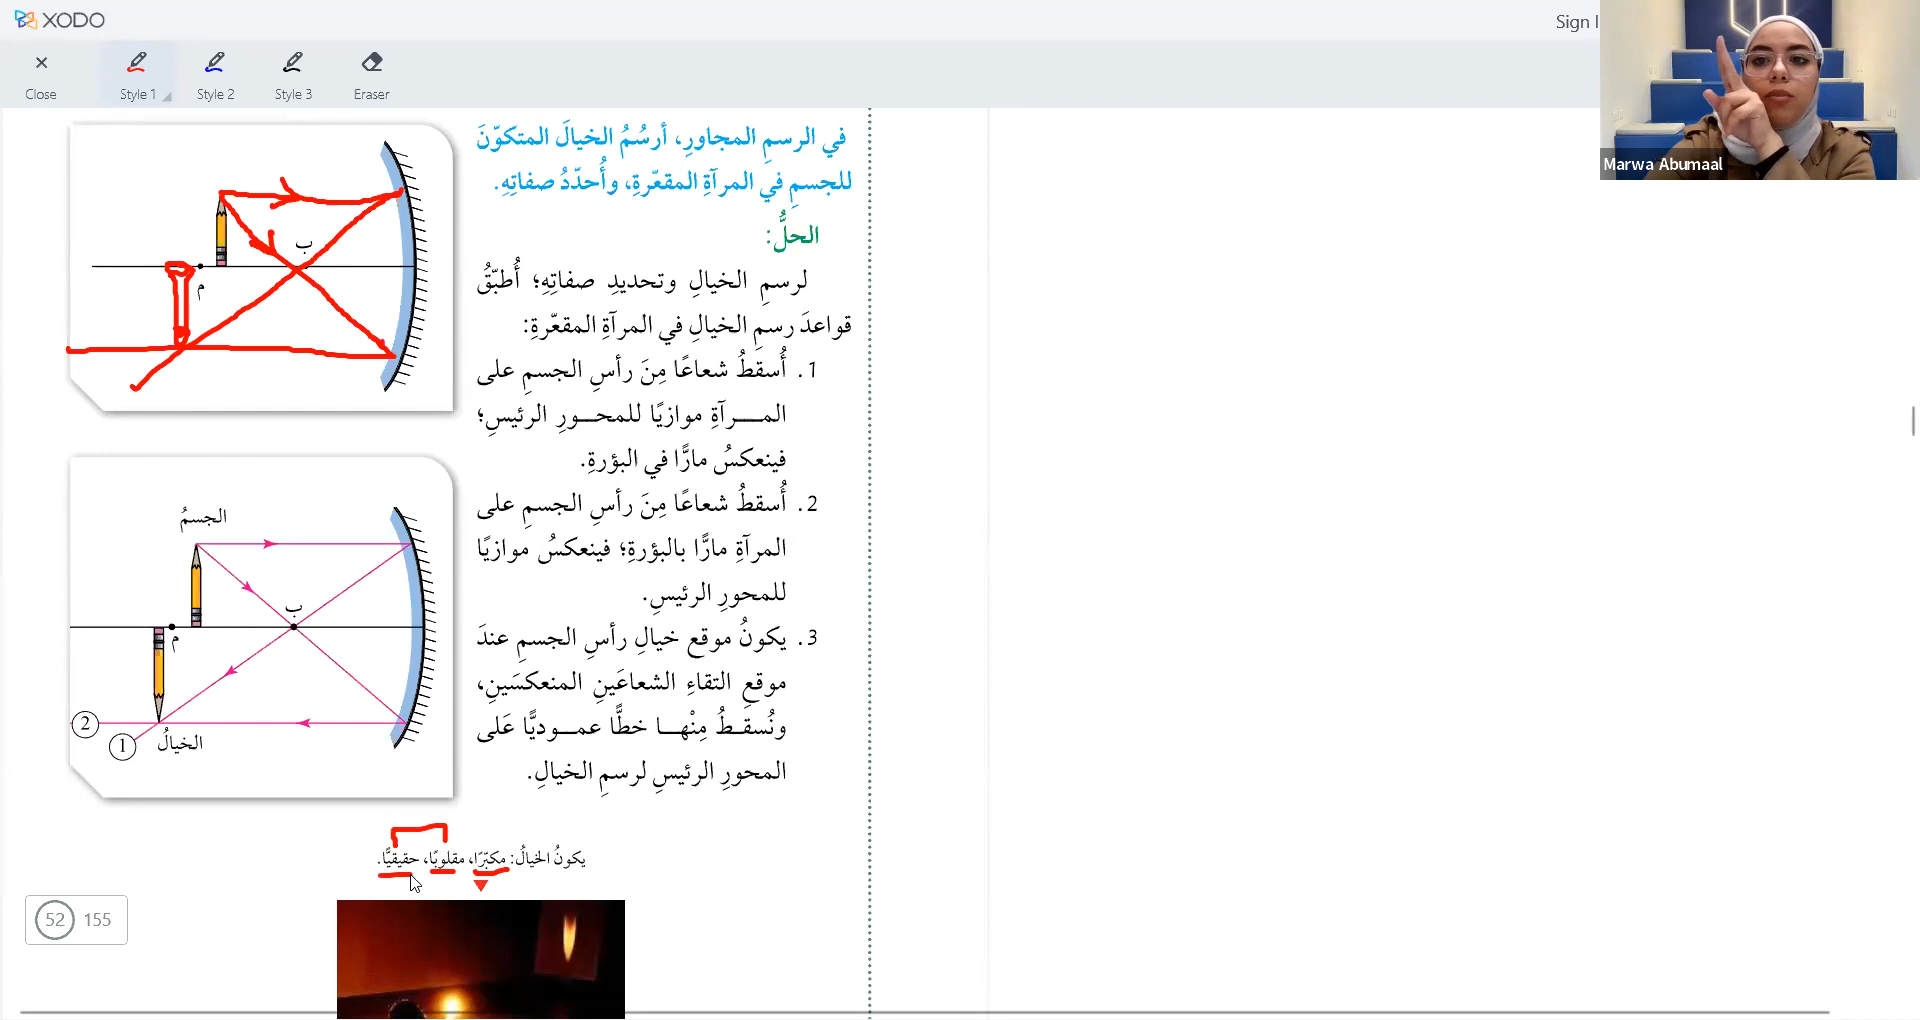 XODO
Sign I
Close
Style 1
Style 2
Style 3
Eraser
Marwa Abumaal
في الرسمِ المجاورِ، أرسُمُ الخيالَ المتكوّنَ
للجسمِ في المرآةِ المقعّرةِ، وأُحدّدُ صفاتِهِ.
الحلُّ:
لرسمِ الخيالِ وتحديدِ صفاتِهِ؛ أُطبّقُ
قواعدَ رسمِ الخيالِ في المرآةِ المقعّرةِ:
1. أُسقطُ شعاعًا مِنَ رأسِ الجسمِ على
المـــرآةِ موازيًا للمحـــورِ الرئيسِ؛
فينعكسُ مارًّا في البؤرةِ.
2. أُسقطُ شعاعًا مِنَ رأسِ الجسمِ على
المرآةِ مارًّا بالبؤرةِ؛ فينعكسُ موازيًا
للمحورِ الرئيسِ.
3. يكونُ موقع خيالِ رأسِ الجسمِ عندَ
موقعِ التقاءِ الشعاعَينِ المنعكسَينِ،
ونُسقـطُ مِنْهـــا خطًّا عمـــوديًّا عَلى
المحورِ الرئيسِ لرسمِ الخيالِ.
ب
م
الجسمُ
ب
م
2
1
الخيالُ
يكونُ الخيالُ: مكبّرًا، مقلوبًا، حقيقيًّا.
52 155